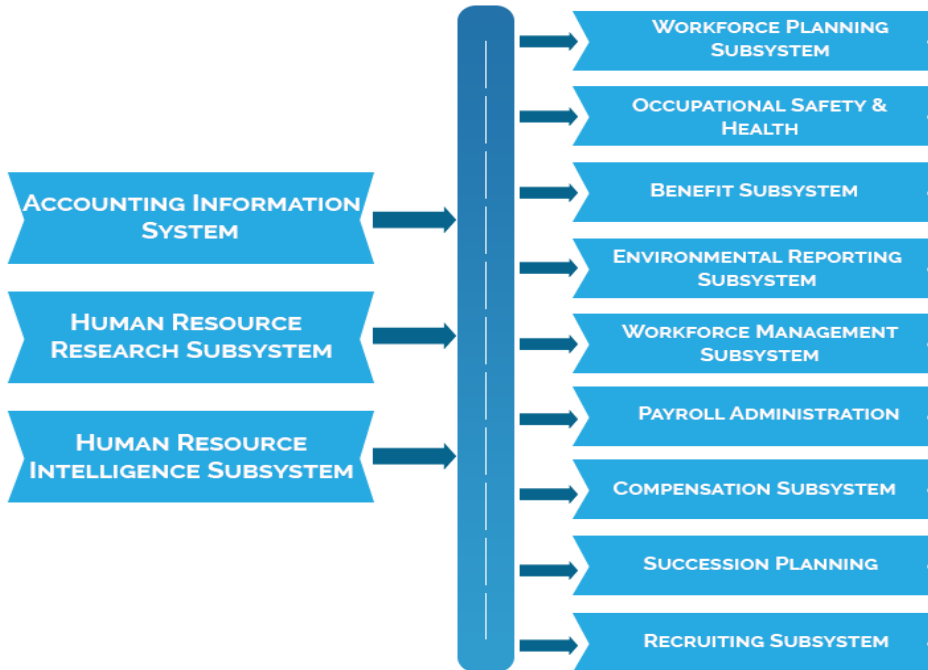 Accounting Information
System
Human Resource
Research Subsystem
Human Resource
Intelligence Subsystem
Workforce Planning
Subsystem
Occupational Safety &
Health
Benefit Subsystem
Environmental Reporting
Subsystem
Workforce Management
Subsystem
Payroll Administration
Compensation Subsystem
Succession Planning
Recruiting Subsystem